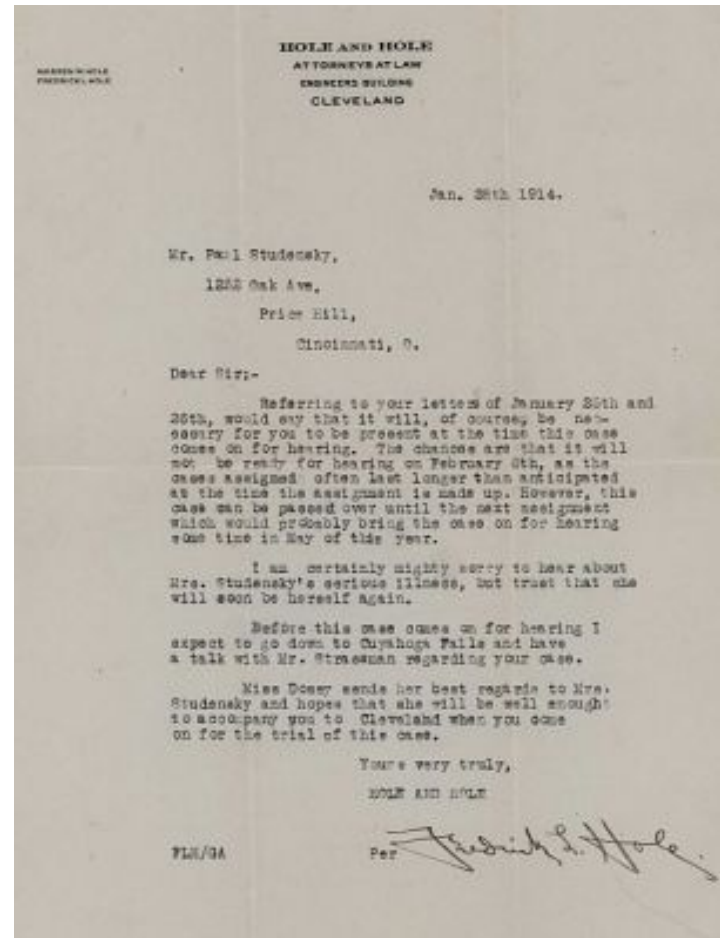 HOLE AND HOLE
ATTORNEYS AT LAW
ENGINEERS BUILDING
CLEVELAND
WARREN W. HOLE
FREDRICK L. HOLE
Jan. 1914.
Mr. Paul Studensky,
Oak Ave,
Price Hill,
Cincinnati, O.
Dear Sir;-
Referring to your letters of January and
26th, would say that it will, of course, be nec-
essary for you to be present at the time this case
comes on for hearing. The chances are that it will
not be ready for hearing on February as the
cases assigned often last longer than anticipated
at the time the assignment is made up. However, this
case can be passed over until the next assignment
which would probably bring the case on for hearing
some time in May of this year.
I am certainly mighty sorry to hear about
Mrs. Studensky's serious illness, but trust that she
will soon be herself again.
Before this case comes on for hearing I
expect to go down to Cuyahoga Falls and have
a talk with Mr. Strassman regarding your case.
Miss sends her best regards to Mrs.
Studensky and hopes that she will be well enough
to accompany you to Cleveland when you come
on for the trial of this case.
Yours very truly,
HOLE AND HOLE
FLH/GA
Per Fredrick L. Hole.